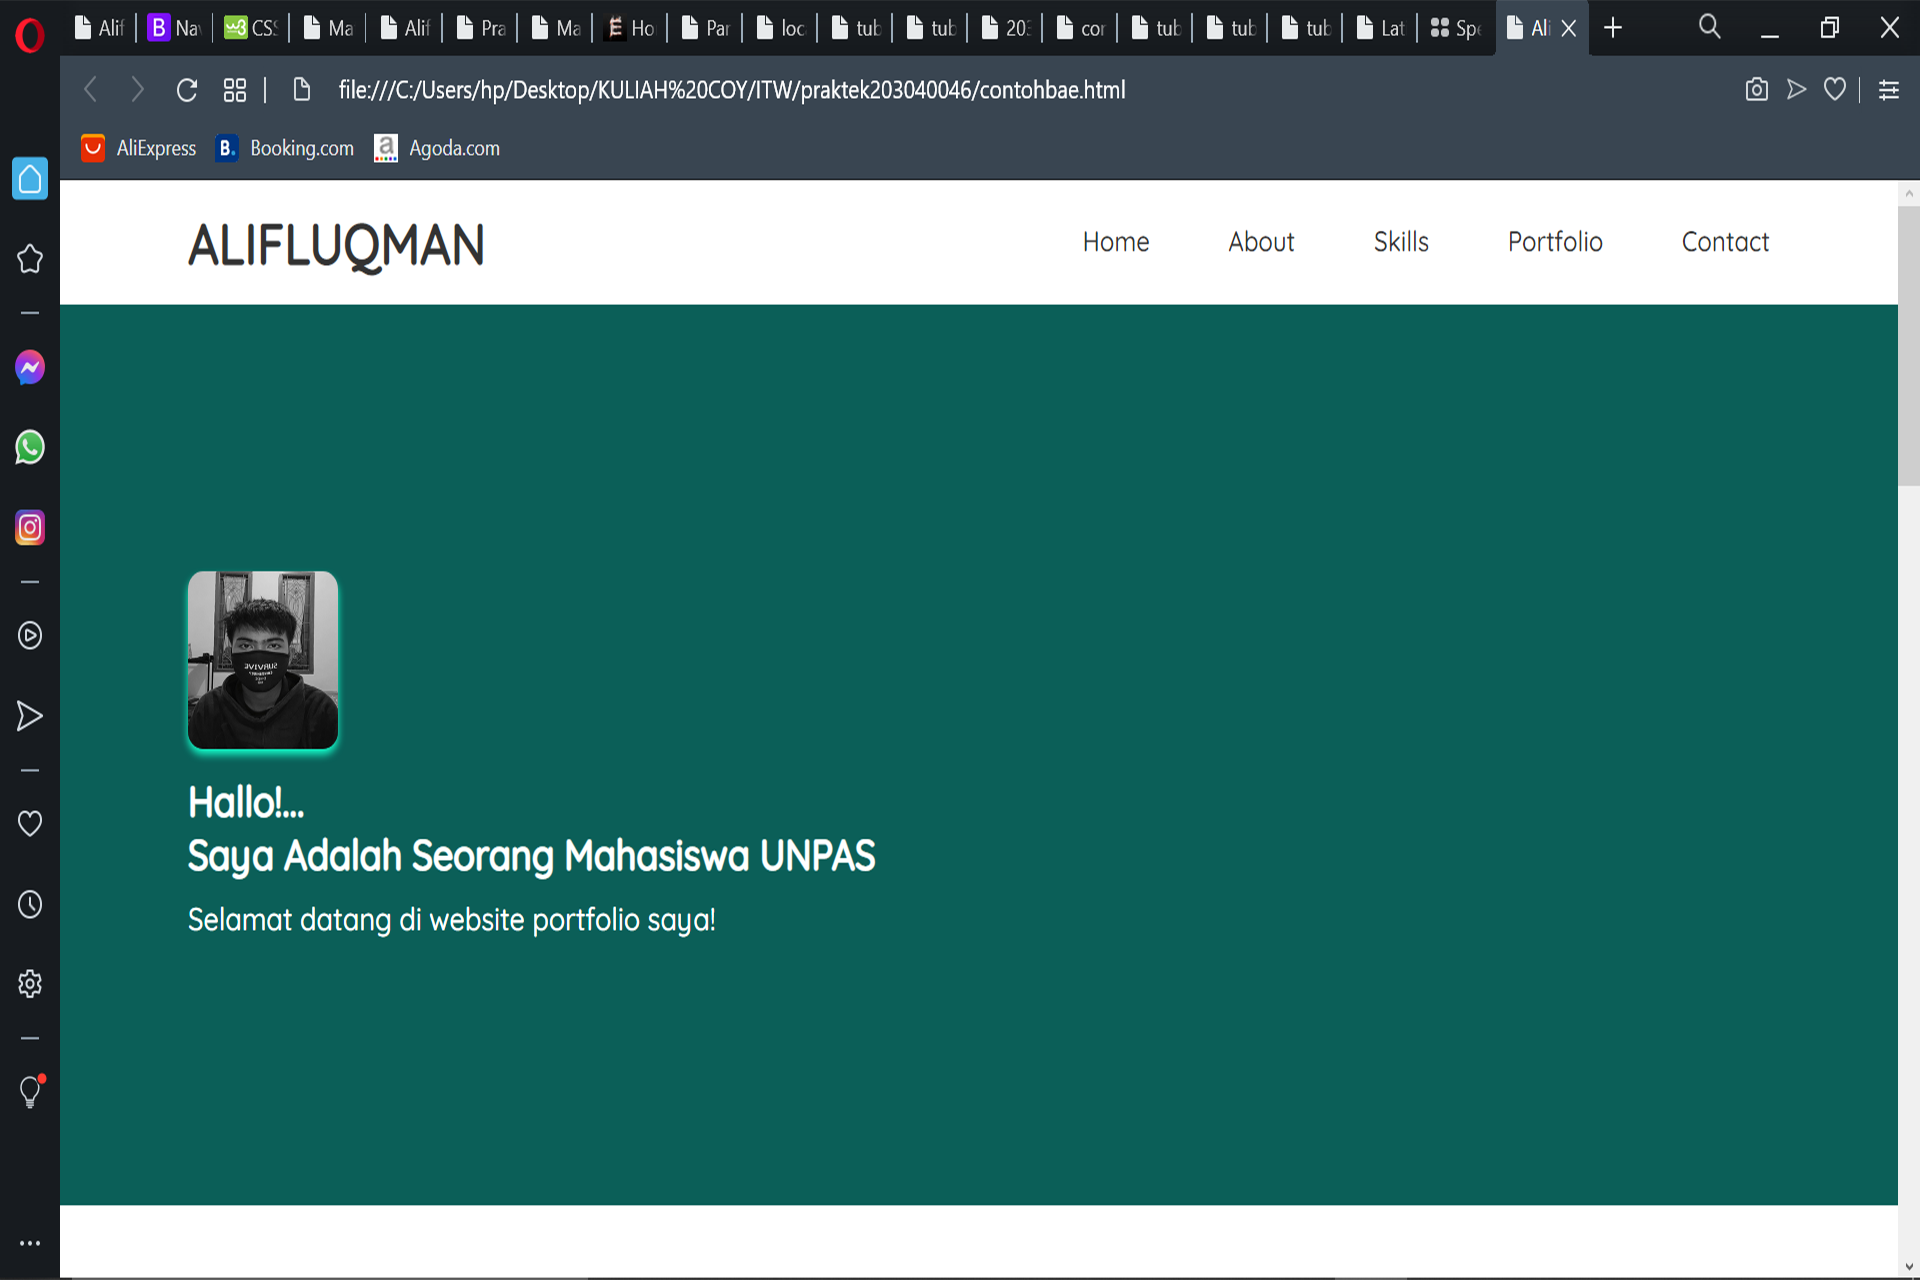 Alif
Nav
CSS
Ma
Alif
Pra
Ma
Ho
Par
loc
tub
tub
203
cor
tub
tub
tub
Lat
Spe
Ali
file:///C:/Users/hp/Desktop/KULIAH%20COY/ITW/praktek203040046/contohbae.html
AliExpress
Booking.com
Agoda.com
ALIFLUQMAN
Home
About
Skills
Portfolio
Contact
Hallo!...
Saya Adalah Seorang Mahasiswa UNPAS
Selamat datang di website portfolio saya!